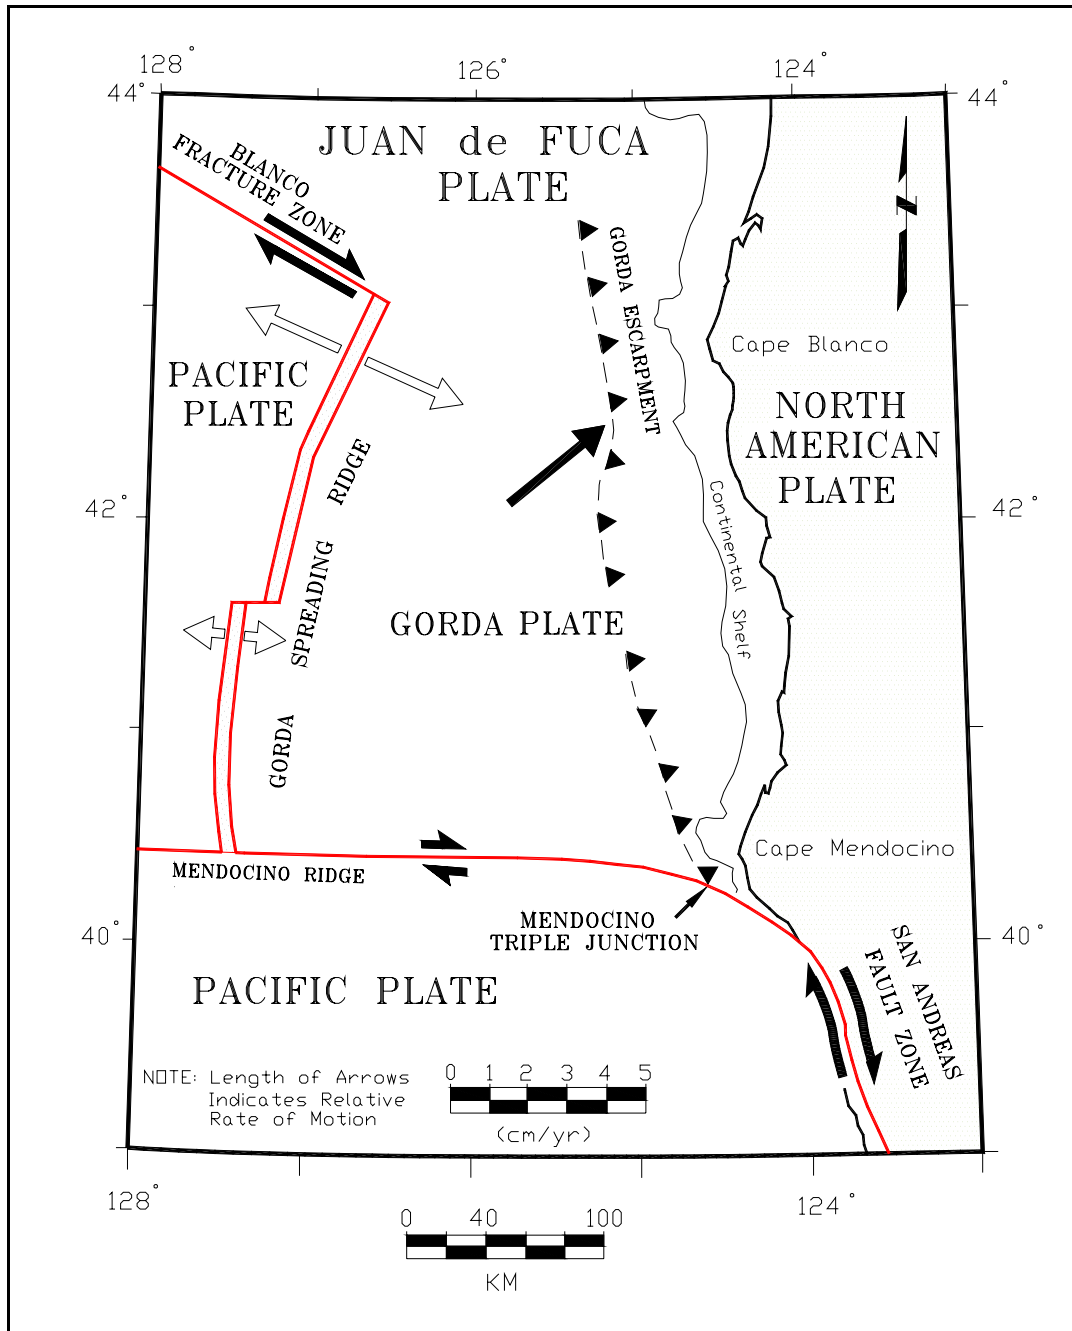 128°
126°
124°
44°
44°
JUAN de FUCA
PLATE
BLANCO
FRACTURE ZONE
N
GORDA ESCARPMENT
Cape Blanco
PACIFIC
PLATE
NORTH
AMERICAN
PLATE
42°
42°
GORDA SPREADING RIDGE
Continental Shelf
GORDA PLATE
Cape Mendocino
MENDOCINO RIDGE
MENDOCINO
TRIPLE JUNCTION
40°
40°
SAN ANDREAS
FAULT ZONE
PACIFIC PLATE
NOTE: Length of Arrows
Indicates Relative
Rate of Motion
0 1 2 3 4 5
(cm/yr)
128°
124°
0 40 100
KM